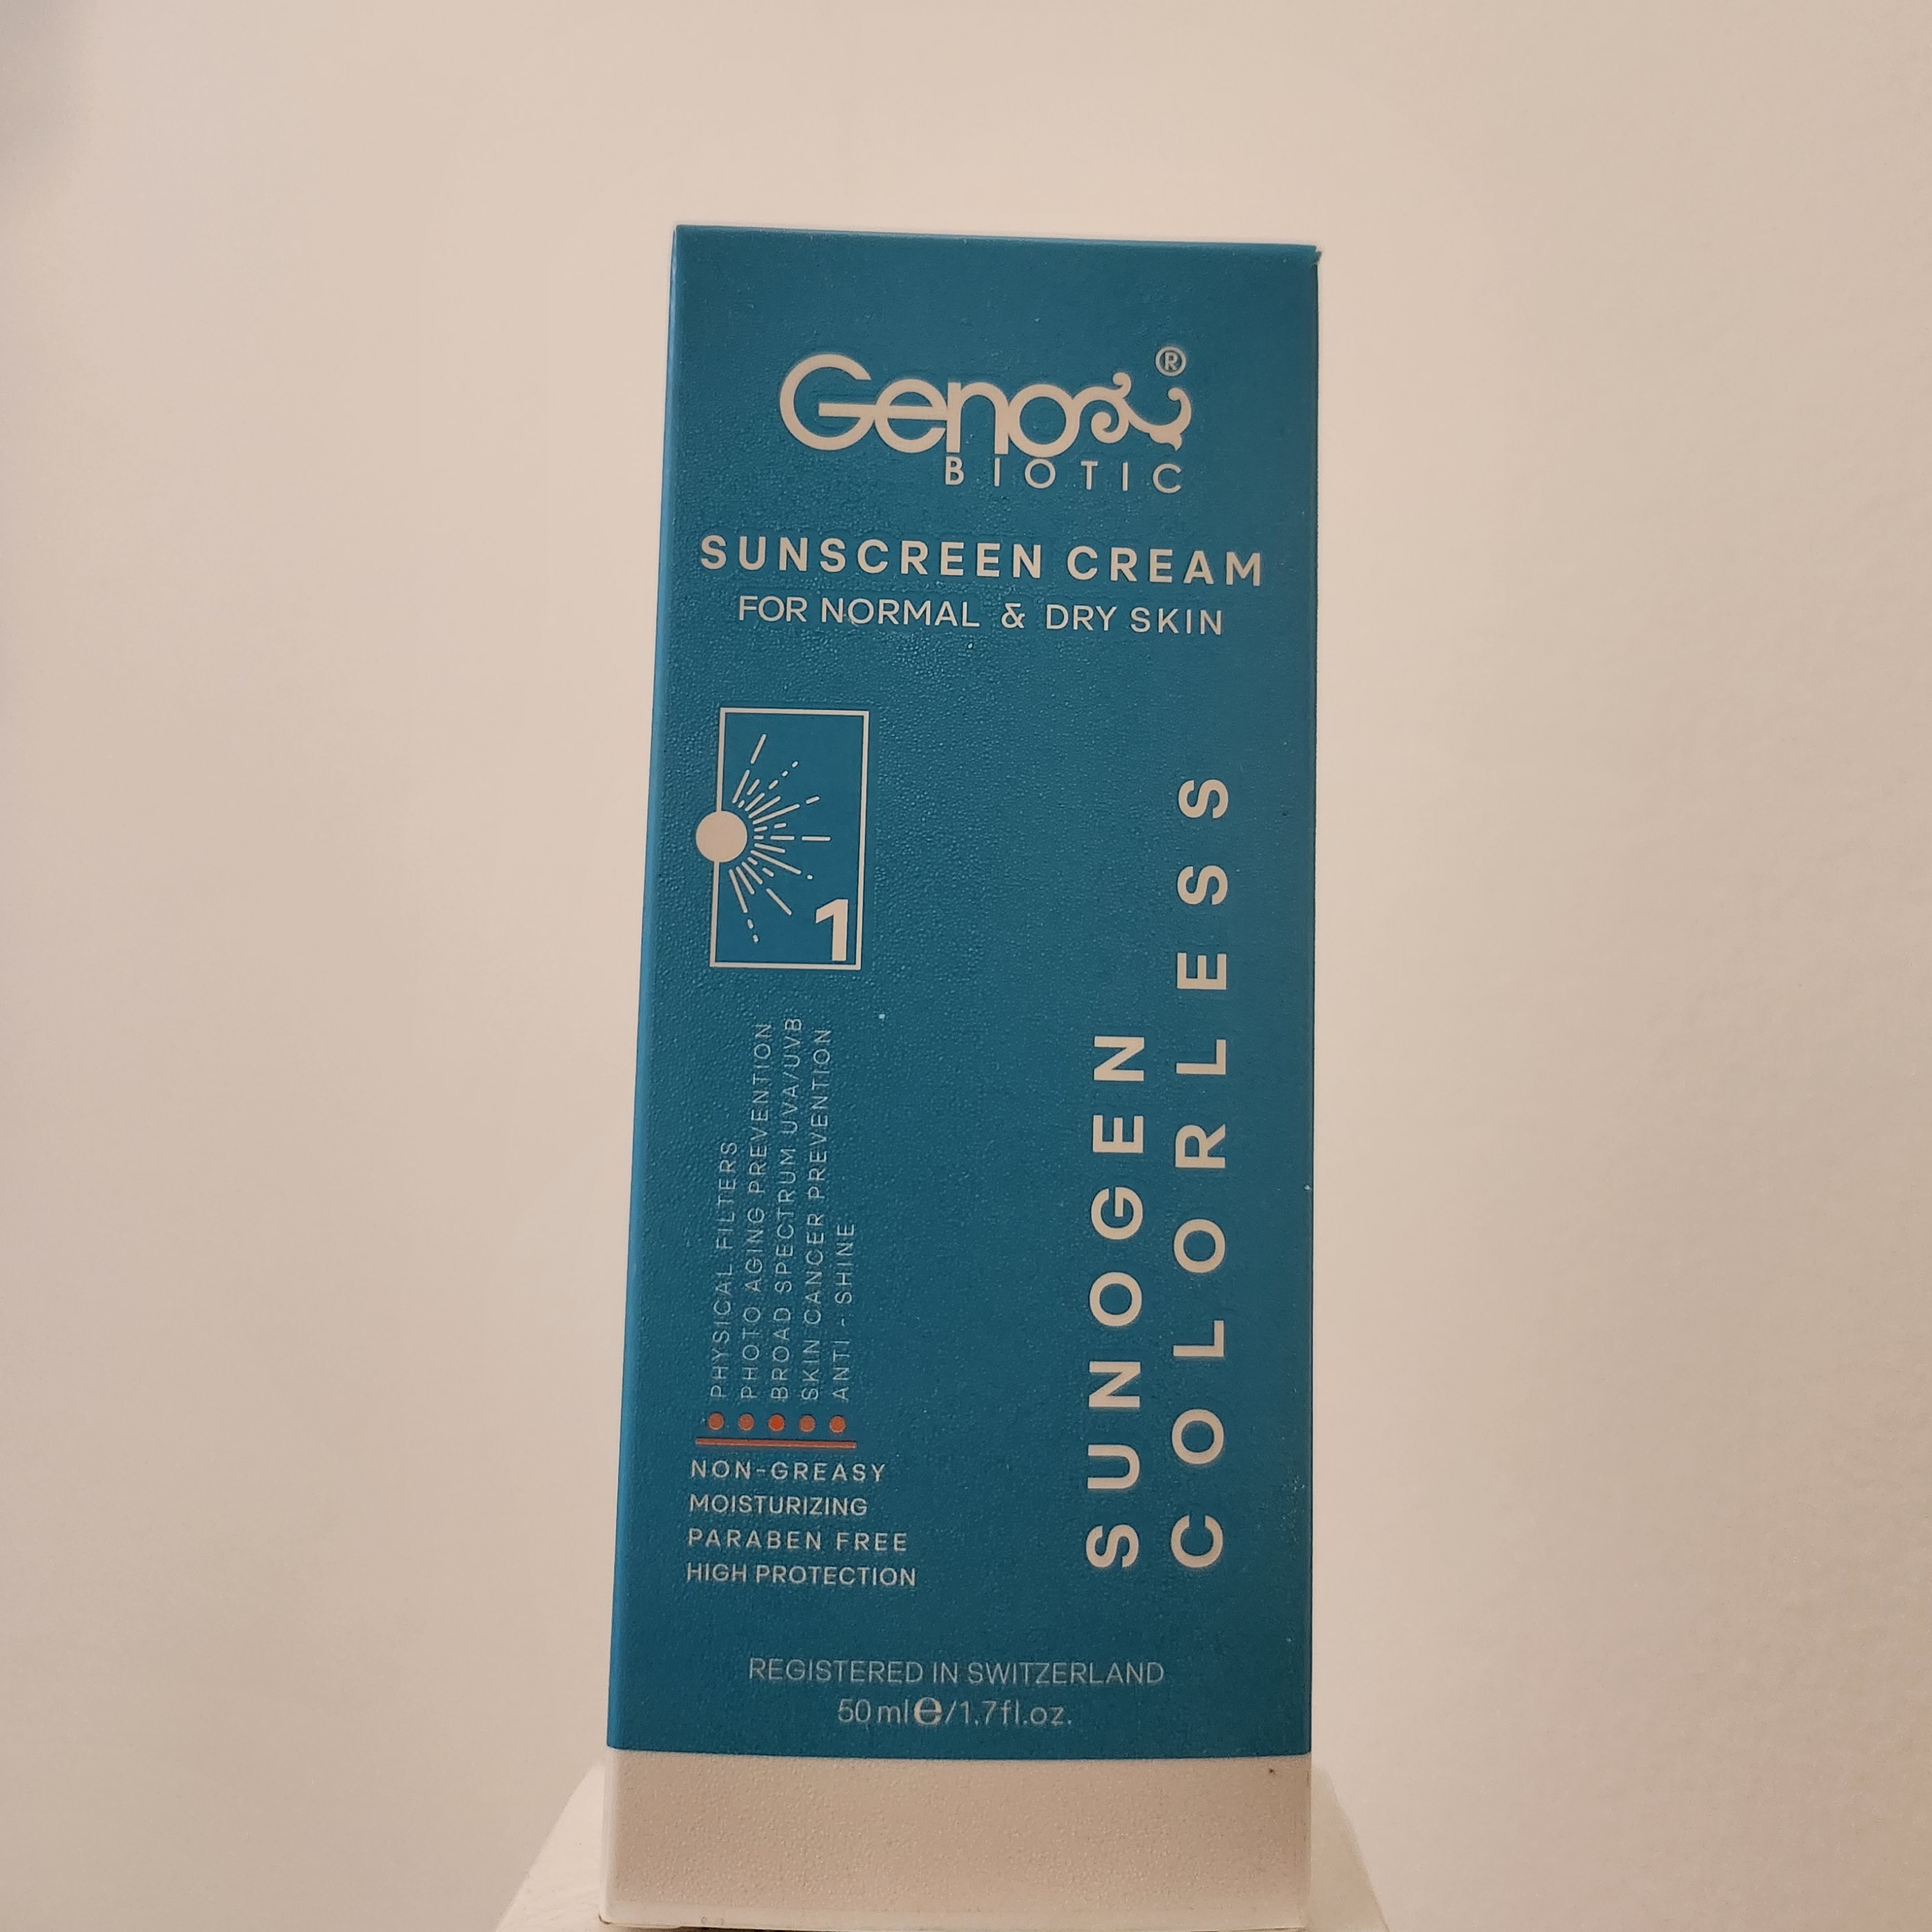 Geno
®
BIOTIC
SUNSCREEN CREAM
FOR NORMAL & DRY SKIN
1
PHYSICAL FILTERS
PHOTO AGING PREVENTION
BROAD SPECTRUM UVA/UVB
SKIN CANCER PREVENTION
ANTI - SHINE
SUNOGEN
COLORLESS
NON-GREASY
MOISTURIZING
PARABEN FREE
HIGH PROTECTION
REGISTERED IN SWITZERLAND
50 ml e/1.7fl.oz.